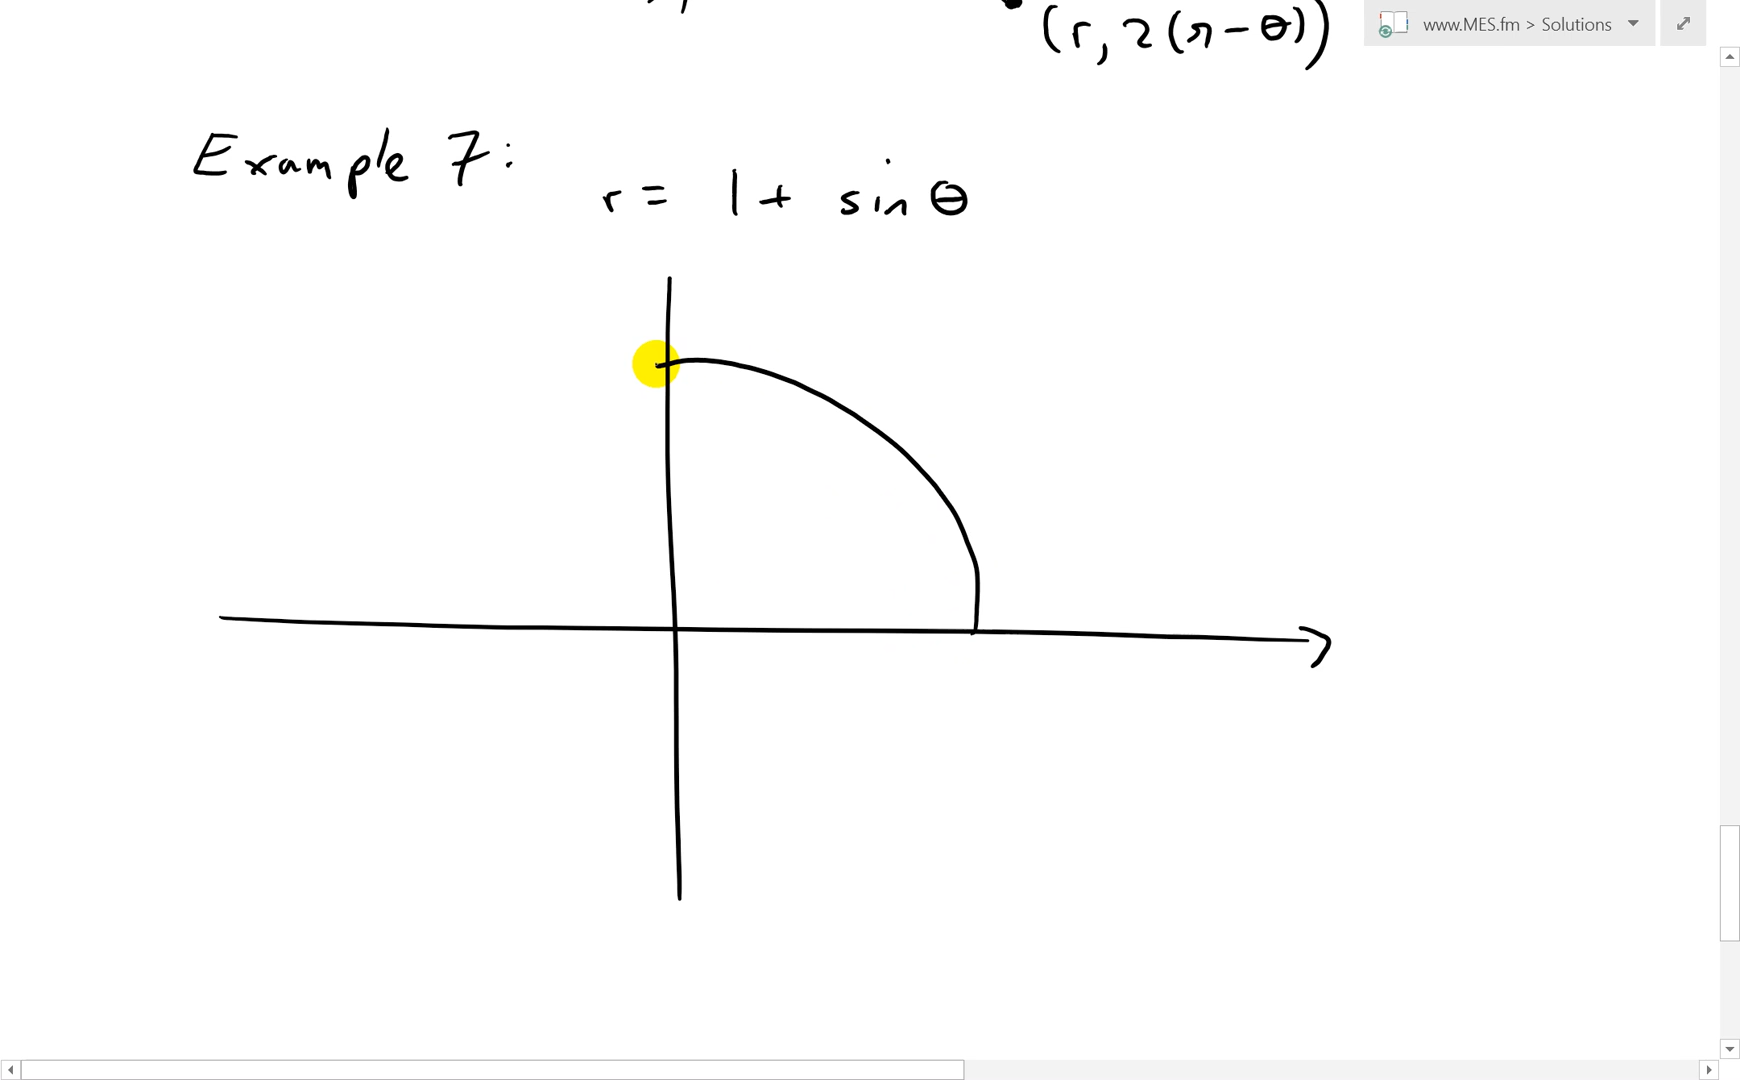 (r, 2(π-θ))
www.MES.fm > Solutions
Example 7:
r = 1 + sin θ